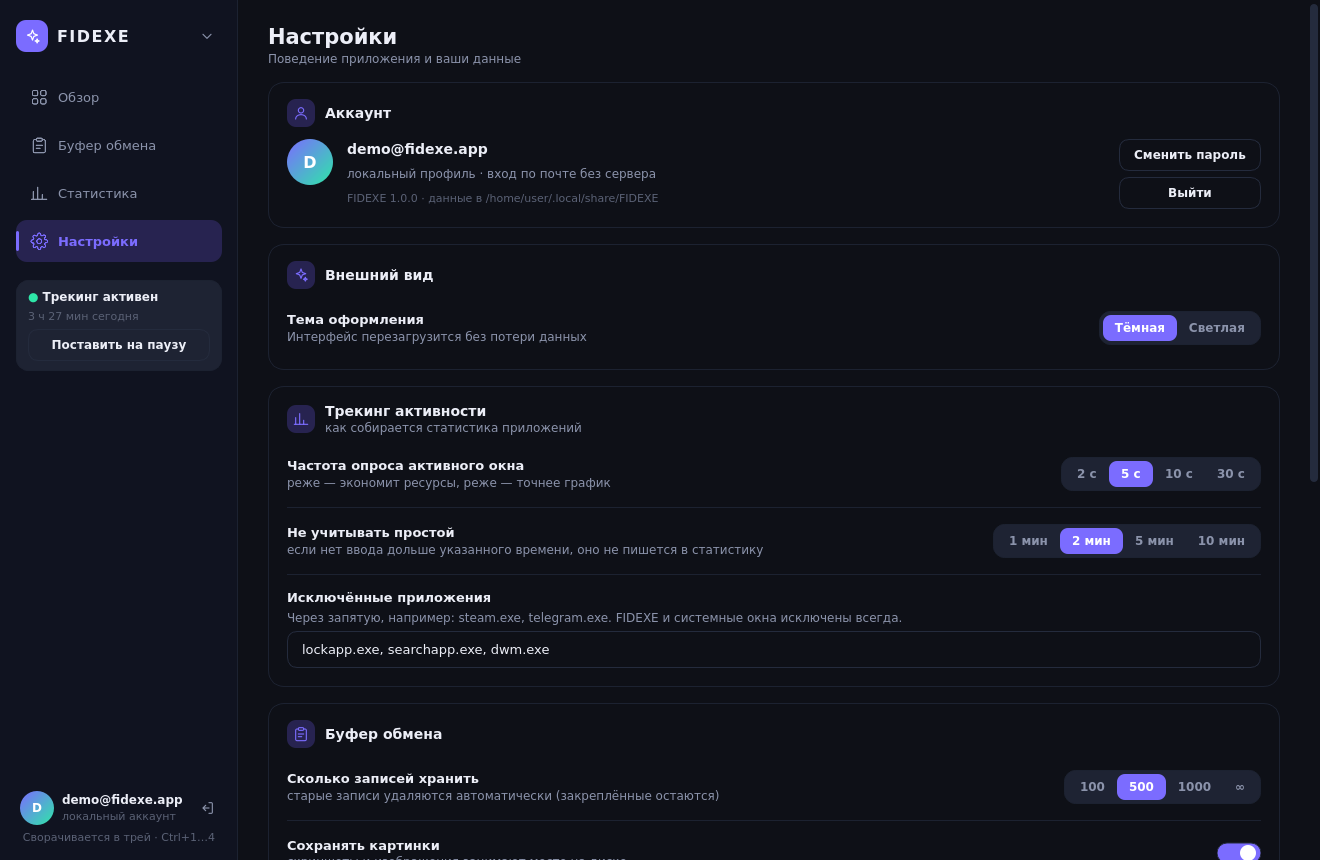 FIDEXE
Обзор
Буфер обмена
Статистика
Настройки
Трекинг активен
3 ч 27 мин сегодня
Поставить на паузу
demo@fidexe.app
локальный аккаунт
Сворачивается в трей · Ctrl+1…4
Настройки
Поведение приложения и ваши данные
Аккаунт
D
demo@fidexe.app
локальный профиль · вход по почте без сервера
FIDEXE 1.0.0 · данные в /home/user/.local/share/FIDEXE
Сменить пароль
Выйти
Внешний вид
Тема оформления
Интерфейс перезагрузится без потери данных
Тёмная Светлая
Трекинг активности
как собирается статистика приложений
Частота опроса активного окна
реже — экономит ресурсы, реже — точнее график
2 с 5 с 10 с 30 с
Не учитывать простой
если нет ввода дольше указанного времени, оно не пишется в статистику
1 мин 2 мин 5 мин 10 мин
Исключённые приложения
Через запятую, например: steam.exe, telegram.exe. FIDEXE и системные окна исключены всегда.
lockapp.exe, searchapp.exe, dwm.exe
Буфер обмена
Сколько записей хранить
старые записи удаляются автоматически (закреплённые остаются)
100 500 1000 ∞
Сохранять картинки
D